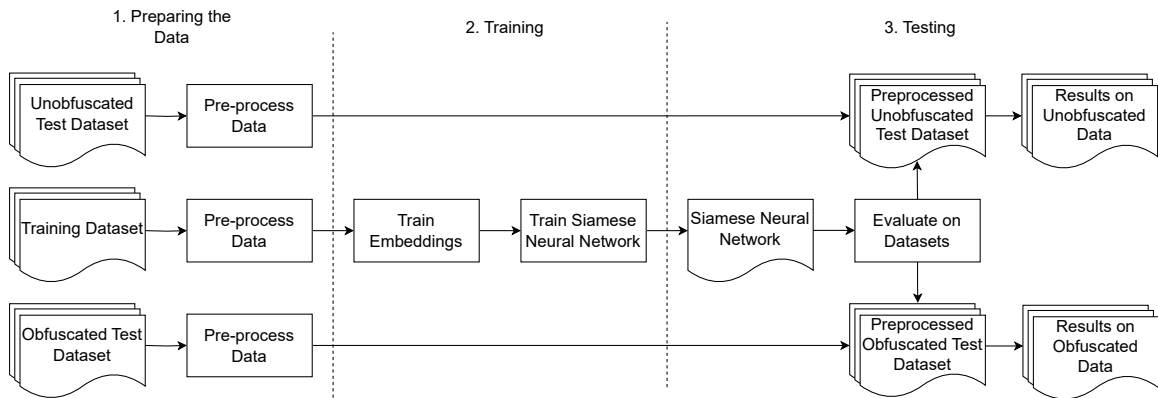 1. Preparing the
Data
2. Training
3. Testing
Unobfuscated
Test Dataset
Pre-process
Data
Preprocessed
Unobfuscated
Test Dataset
Results on
Unobfuscated
Data
Training Dataset
Pre-process
Data
Train
Embeddings
Train Siamese
Neural Network
Siamese Neural
Network
Evaluate on
Datasets
Obfuscated Test
Dataset
Pre-process
Data
Preprocessed
Obfuscated Test
Dataset
Results on
Obfuscated
Data